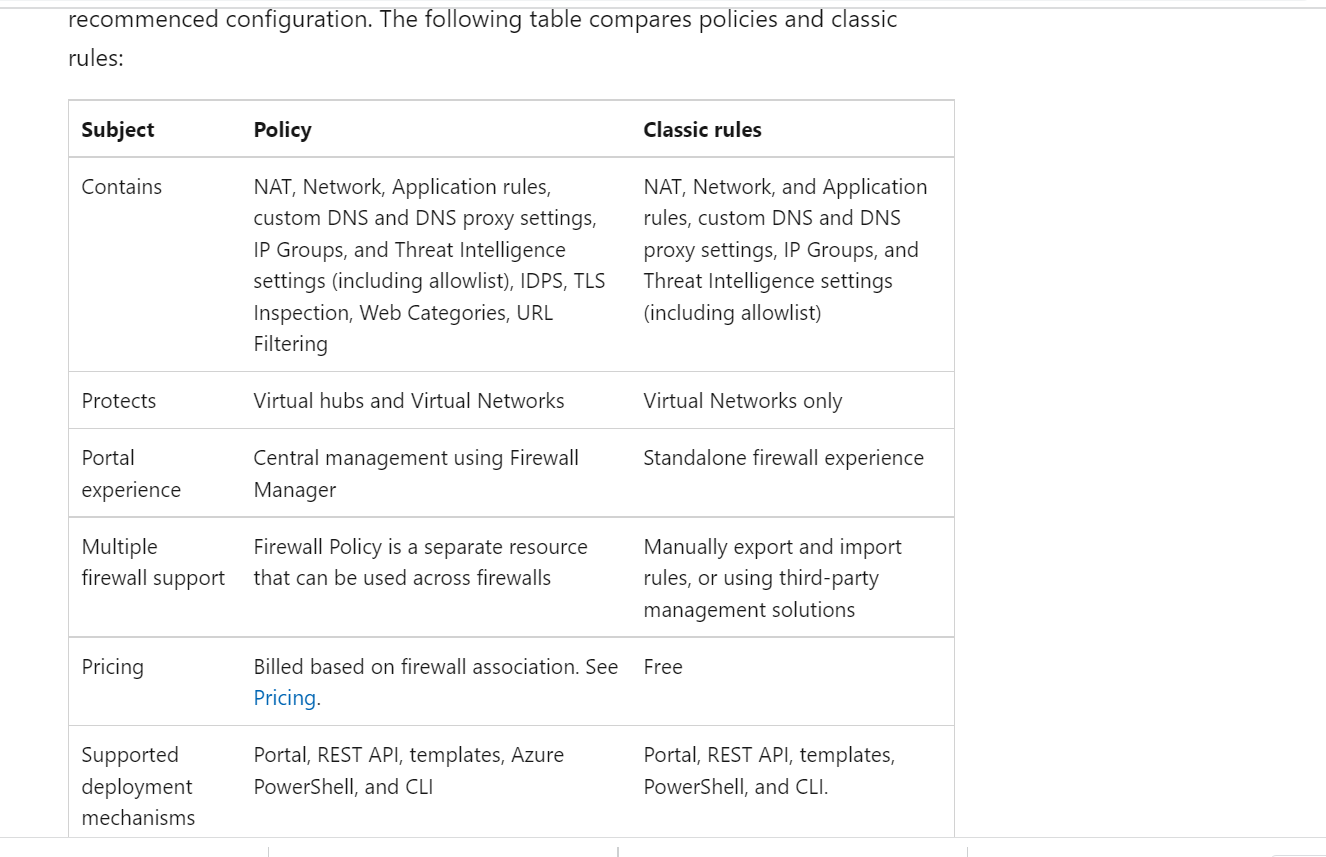 recommenced configuration. The following table compares policies and classic
rules:
Subject Policy Classic rules
Contains
NAT, Network, Application rules,
custom DNS and DNS proxy settings,
IP Groups, and Threat Intelligence
settings (including allowlist), IDPS, TLS
Inspection, Web Categories, URL
Filtering
NAT, Network, and Application
rules, custom DNS and DNS
proxy settings, IP Groups, and
Threat Intelligence settings
(including allowlist)
Protects
Virtual hubs and Virtual Networks
Virtual Networks only
Portal
experience
Central management using Firewall
Manager
Standalone firewall experience
Multiple
firewall support
Firewall Policy is a separate resource
that can be used across firewalls
Manually export and import
rules, or using third-party
management solutions
Pricing
Billed based on firewall association. See
Pricing.
Free
Supported
deployment
mechanisms
Portal, REST API, templates, Azure
PowerShell, and CLI
Portal, REST API, templates,
PowerShell, and CLI.